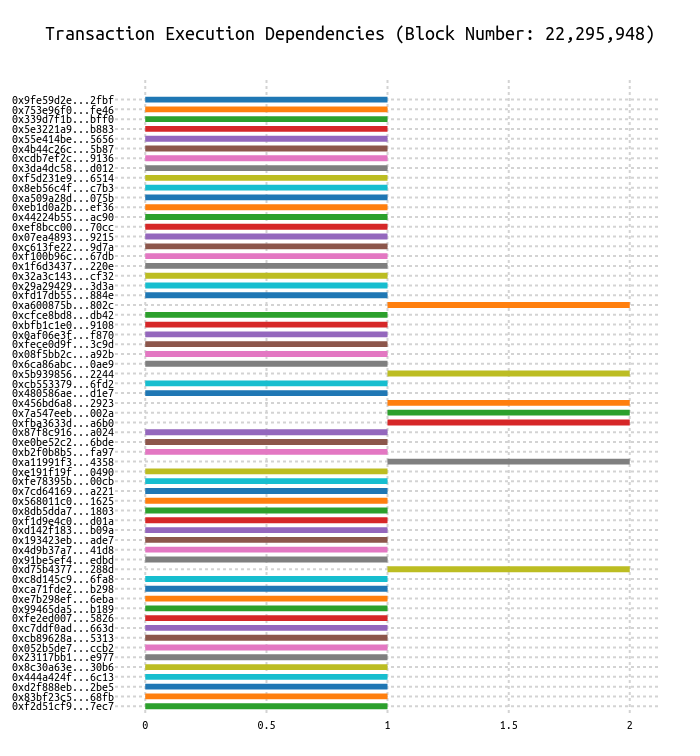 Transaction Execution Dependencies (Block Number: 22,295,948)
0x9fe59d2e...2fbf
0x753e96f0...fe46
0x339d7f1b...bff0
0x5e3221a9...b883
0x55e414be...5656
0x4b44c26c...5b87
0xcdb7ef2c...9136
0x3da4dc58...d012
0xf5d231e9...6514
0x8eb56c4f...c7b3
0xa509a28d...075b
0xeb1d0a2b...ef36
0x44224b55...ac90
0xef8bcc00...70cc
0x07ea4893...9215
0xc613fe22...9d7a
0xf100b96c...67db
0x1f6d3437...220e
0x32a3c143...cf32
0x29a29429...3d3a
0xfd17db55...884e
0xa600875b...802c
0xcfce8bd8...db42
0xbfb1c1e0...9108
0x0af06e3f...f870
0xfece0d9f...3c9d
0x08f5bb2c...a92b
0x6ca86abc...0ae9
0x5b939856...2244
0xcb553379...6fd2
0x480586ae...d1e7
0x456bd6a8...2923
0x7a547eeb...002a
0xfba3633d...a6b0
0x87f8c916...a024
0xe0be52c2...6bde
0xb2f0b8b5...fa97
0xa11991f3...4358
0xe191f19f...0490
0xfe78395b...00cb
0x7cd64169...a221
0x568011c0...1625
0x8db5dda7...1803
0xf1d9e4c0...d01a
0xd142f183...b09a
0x193423eb...ade7
0x4d9b37a7...41d8
0x91be5ef4...edbd
0xd75b4377...288d
0xc8d145c9...6fa8
0xca71fde2...b298
0xe7b298ef...6eba
0x99465da5...b189
0xfe2ed007...5826
0xc7ddf0ad...663d
0xcb89628a...5313
0x052b5de7...ccb2
0x23117bb1...e977
0x8c30a63e...30b6
0x444a424f...6c13
0xd2f888eb...2be5
0x83bf23c5...68fb
0xf2d51cf9...7ec7
0 0.5 1 1.5 2